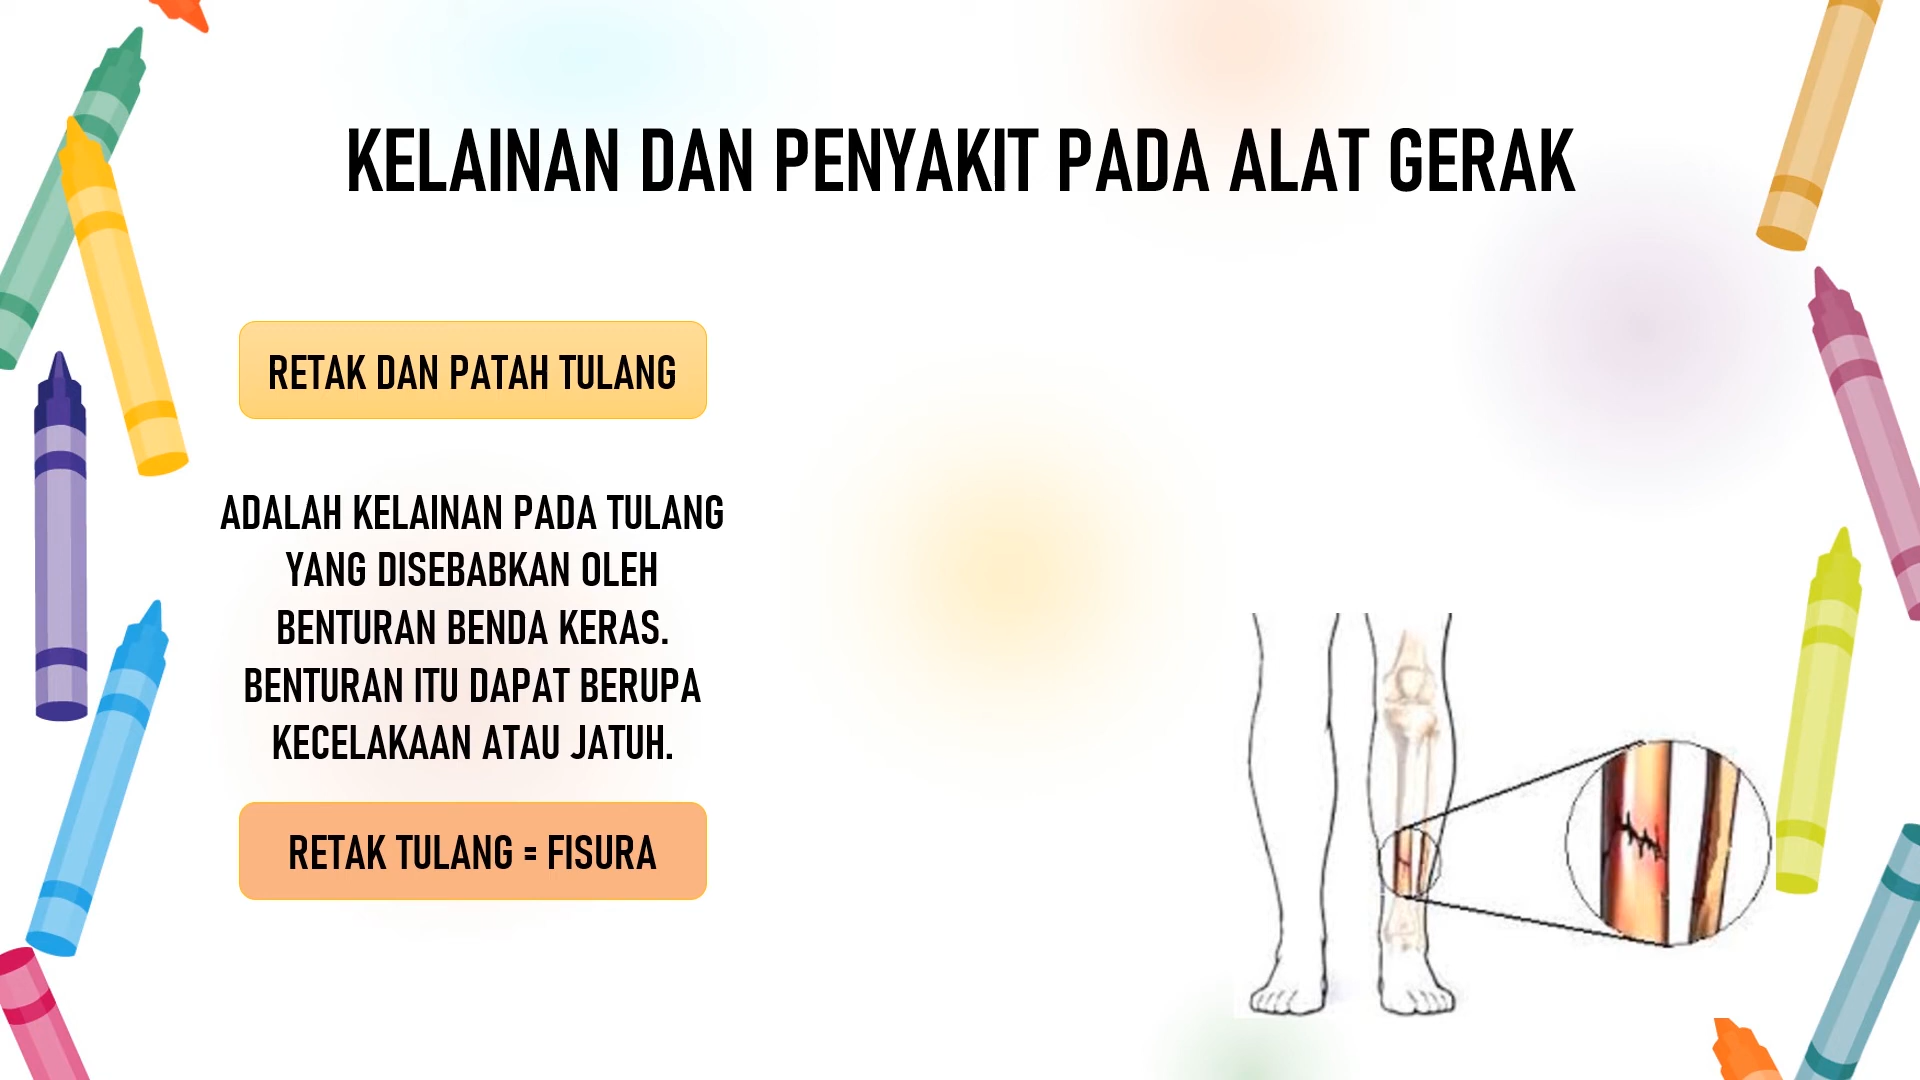 KELAINAN DAN PENYAKIT PADA ALAT GERAK
RETAK DAN PATAH TULANG
ADALAH KELAINAN PADA TULANG
YANG DISEBABKAN OLEH
BENTURAN BENDA KERAS.
BENTURAN ITU DAPAT BERUPA
KECELAKAAN ATAU JATUH.
RETAK TULANG = FISURA